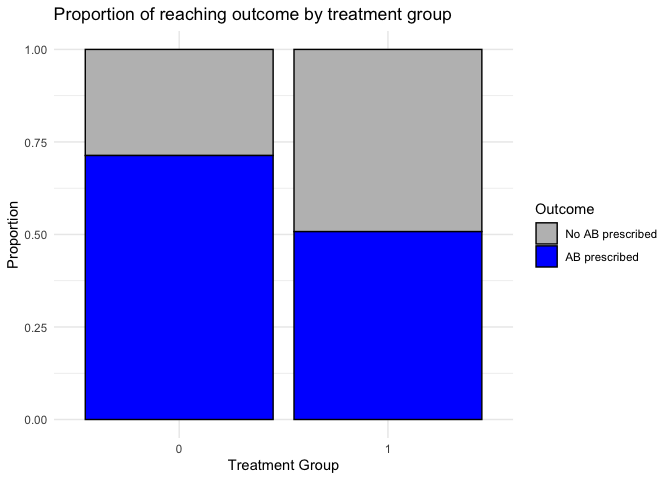 Proportion of reaching outcome by treatment group
1.00
0.75
0.50
0.25
0.00
Proportion
0
1
Treatment Group
Outcome
No AB prescribed
AB prescribed